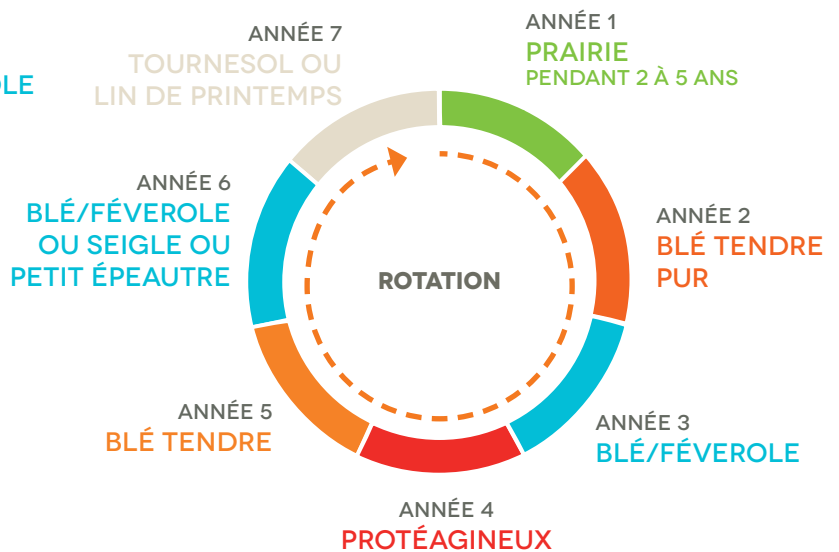 ANNÉE 1
PRAIRIE
PENDANT 2 À 5 ANS
ANNÉE 2
BLÉ TENDRE
PUR
ANNÉE 3
BLÉ/FÉVEROLE
ANNÉE 4
PROTÉAGINEUX
ANNÉE 5
BLÉ TENDRE
ANNÉE 6
BLÉ/FÉVEROLE
OU SEIGLE OU
PETIT ÉPEAUTRE
ANNÉE 7
TOURNESOL OU
LIN DE PRINTEMPS
ROTATION